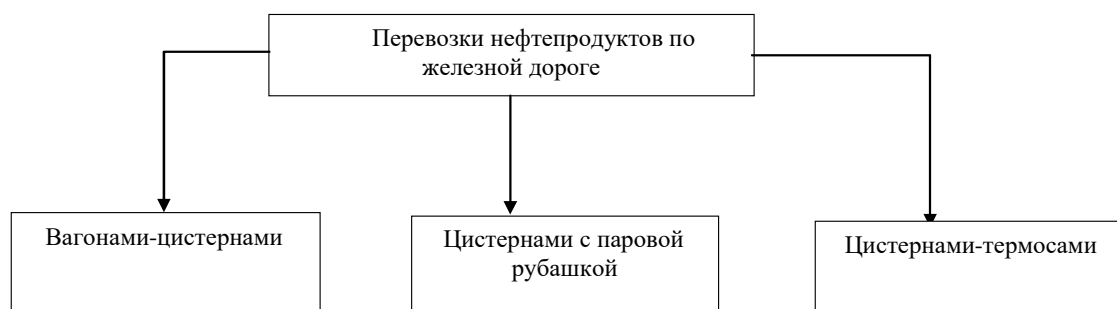 Перевозки нефтепродуктов по
железной дороге
Вагонами-цистернами
Цистернами с паровой
рубашкой
Цистернами-термосами